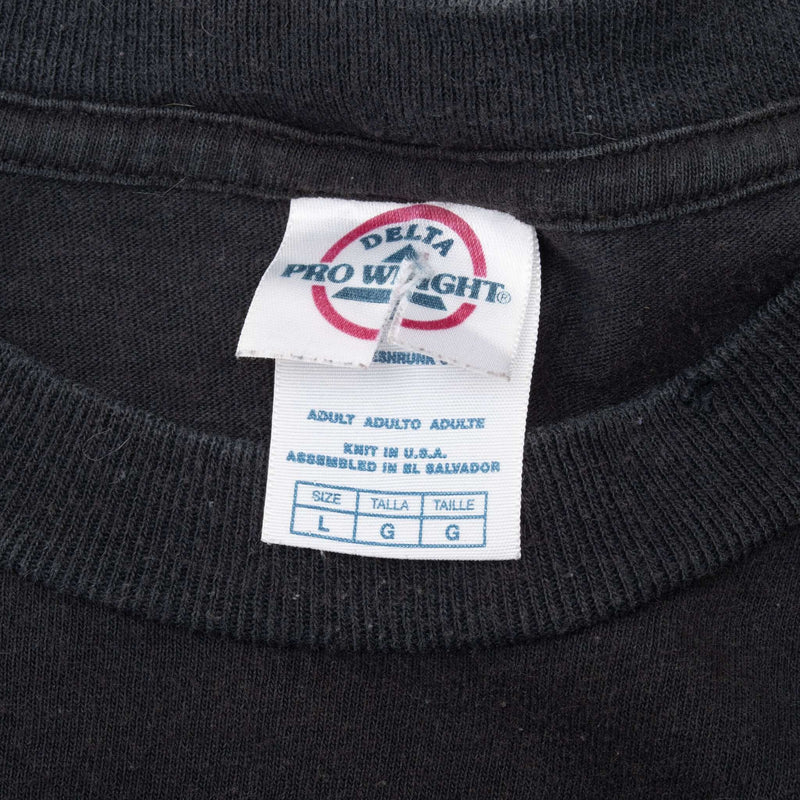 DELTA
PRO WEIGHT®
ADULT ADULTO ADULTE
KNIT IN U.S.A.
ASSEMBLED IN EL SALVADOR
SIZE TALLA TAILLE
L G G